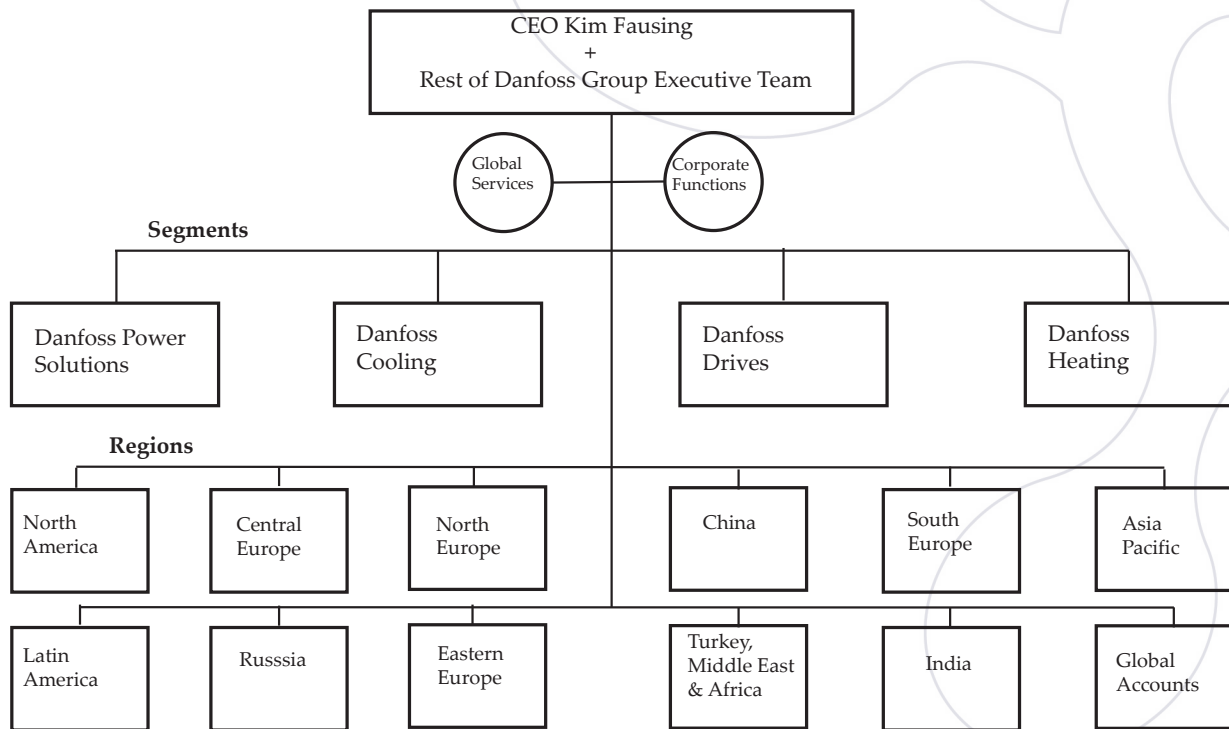 CEO Kim Fausing
+
Rest of Danfoss Group Executive Team
Global
Services
Corporate
Functions
Segments
Danfoss Power
Solutions
Danfoss
Cooling
Danfoss
Drives
Danfoss
Heating
Regions
North
America
Central
Europe
North
Europe
China
South
Europe
Asia
Pacific
Latin
America
Russsia
Eastern
Europe
Turkey,
Middle East
& Africa
India
Global
Accounts